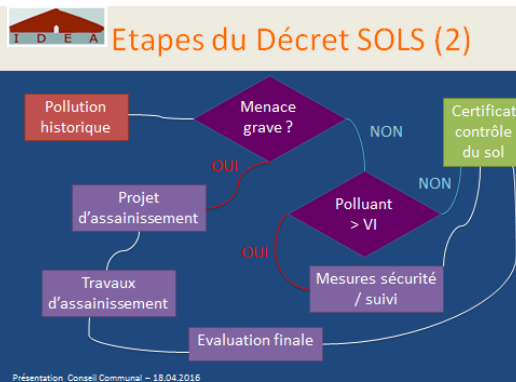 I D E A
Etapes du Décret SOLS (2)
Pollution
historique
Menace
grave ?
NON
Certificat
contrôle
du sol
OUI
NON
Projet
d'assainissement
Polluant
> VI
OUI
Travaux
d'assainissement
Mesures sécurité
/ suivi
Evaluation finale
Présentation Conseil Communal – 18.04.2016